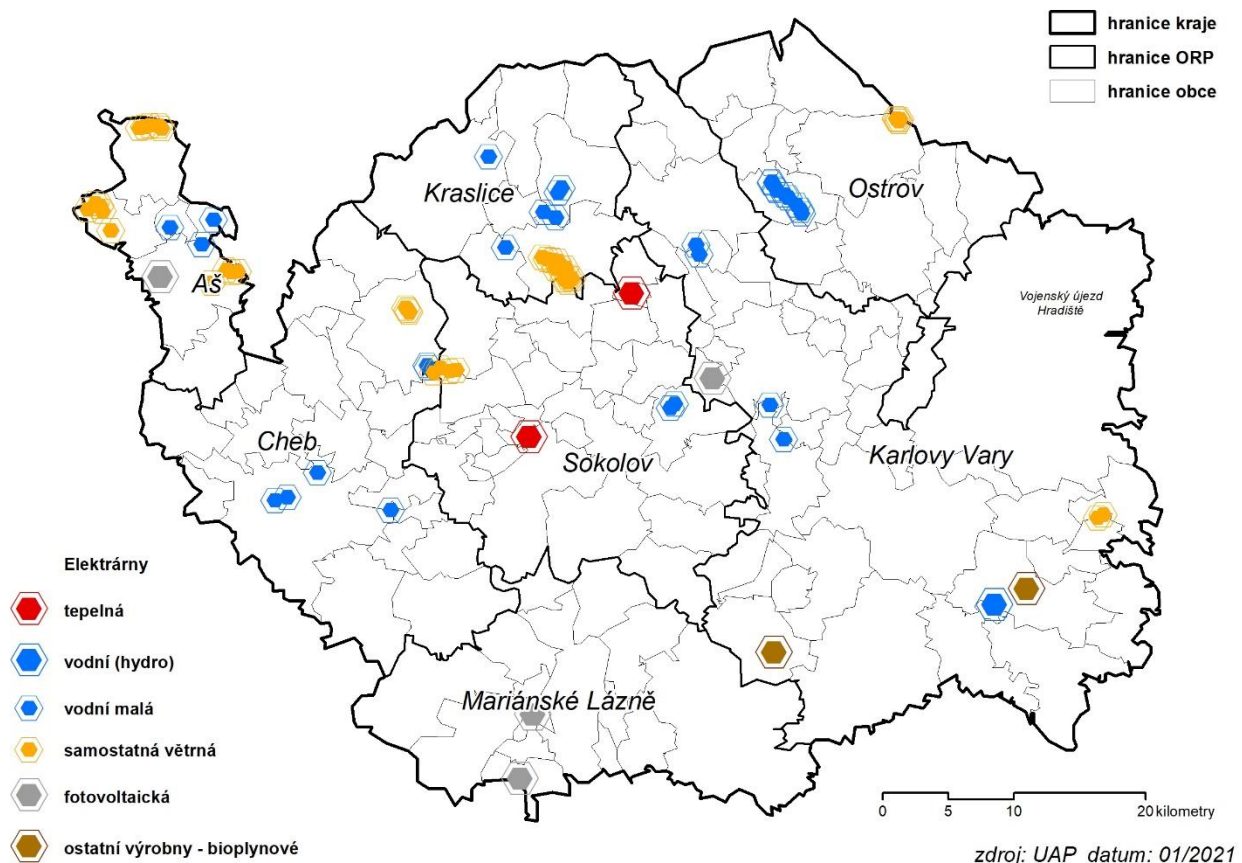 hranice kraje
hranice ORP
hranice obce
Kraslice
Ostrov
Aš
Vojenský újezd
Hradiště
Cheb
Sokolov
Karlovy Vary
Mariánské Lázně
Elektrárny
tepelná
vodní (hydro)
vodní malá
samostatná větrná
fotovoltaická
ostatní výrobny - bioplynové
0 5 10 20 kilometry
zdroj: UAP datum: 01/2021